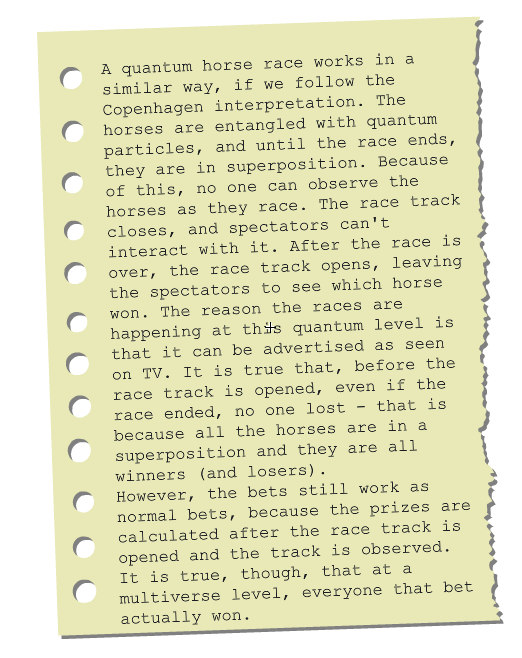 A quantum horse race works in a
similar way, if we follow the
Copenhagen interpretation. The
horses are entangled with quantum
particles, and until the race ends,
they are in superposition. Because
of this, no one can observe the
horses as they race. The race track
closes, and spectators can't
interact with it. After the race is
over, the race track opens, leaving
the spectators to see which horse
won. The reason the races are
happening at this quantum level is
that it can be advertised as seen
on TV. It is true that, before the
race track is opened, even if the
race ended, no one lost – that is
because all the horses are in a
superposition and they are all
winners (and losers).
However, the bets still work as
normal bets, because the prizes are
calculated after the race track is
opened and the track is observed.
It is true, though, that at a
multiverse level, everyone that bet
actually won.